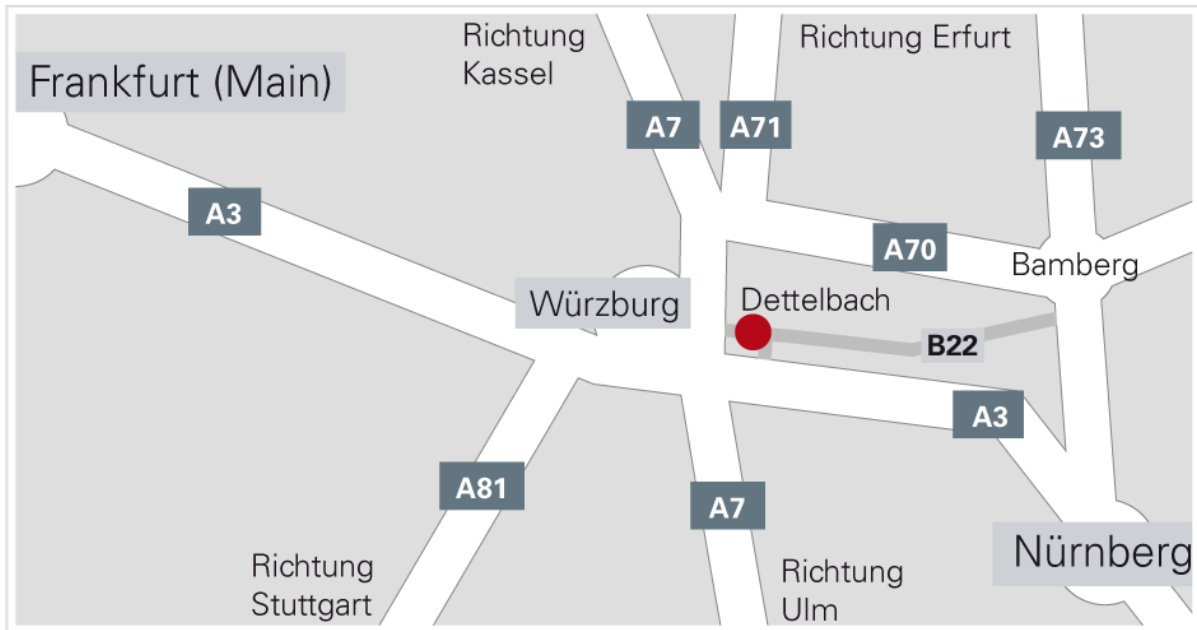 Richtung
Kassel
Richtung Erfurt
Frankfurt (Main)
A7
A71
A73
A3
A70
Bamberg
Würzburg
Dettelbach
B22
A3
A81
A7
Nürnberg
Richtung
Stuttgart
Richtung
Ulm